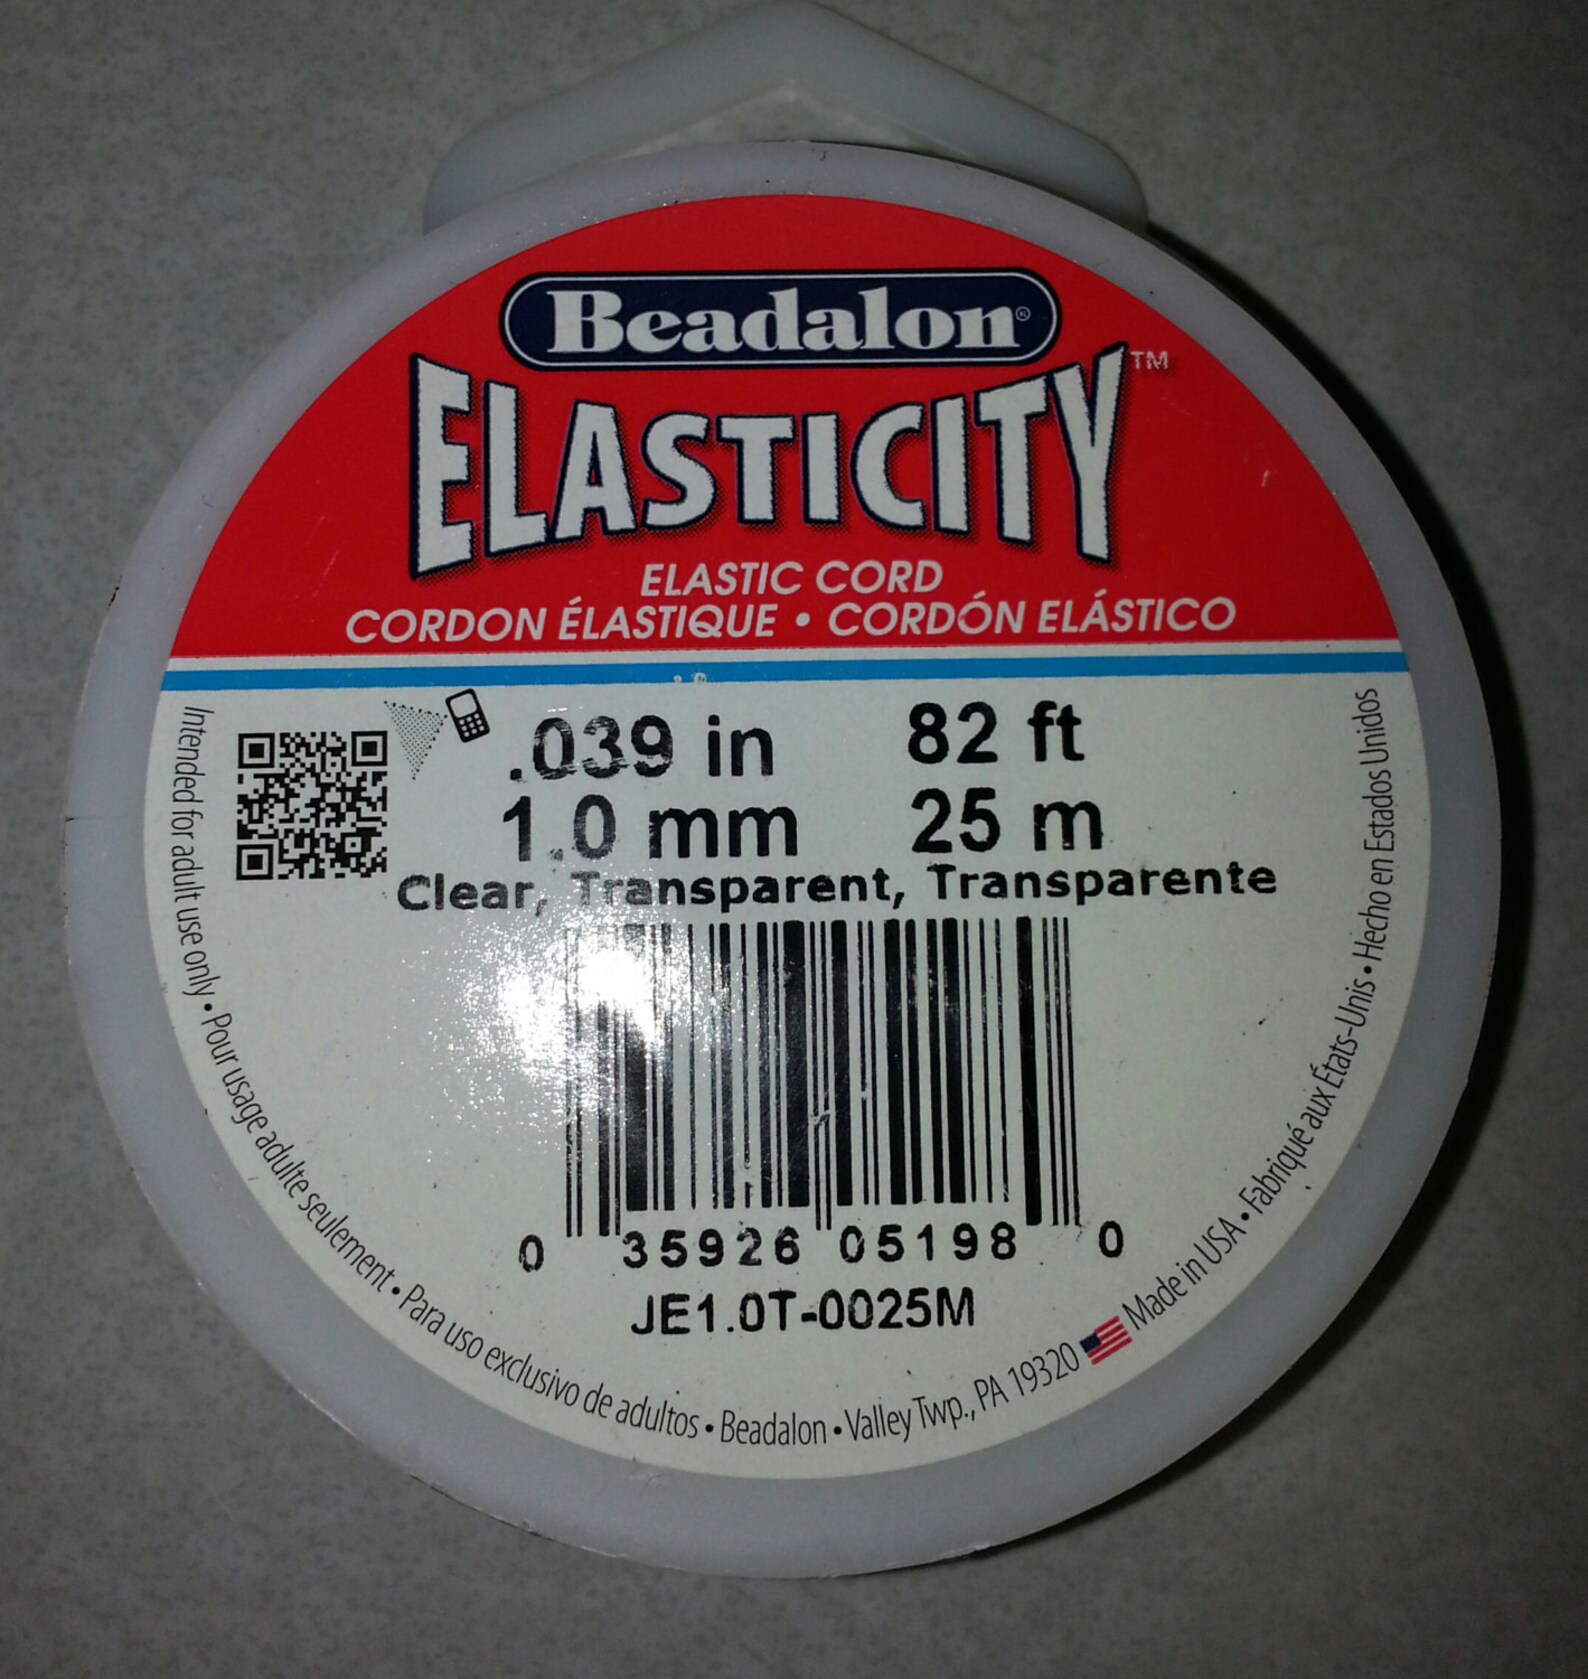 Beadalon®
ELASTICITY™
ELASTIC CORD
CORDON ÉLASTIQUE • CORDÓN ELÁSTICO
.039 in 82 ft
1.0 mm 25 m
Clear, Transparent, Transparente
0 35926 05198 0
JE1.0T-0025M
Intended for adult use only • Pour usage adulte seulement • Para uso exclusivo de adultos • Beadalon • Valley Twp., PA 19320 Made in USA • Fabriqué aux États-Unis • Hecho en Estados Unidos